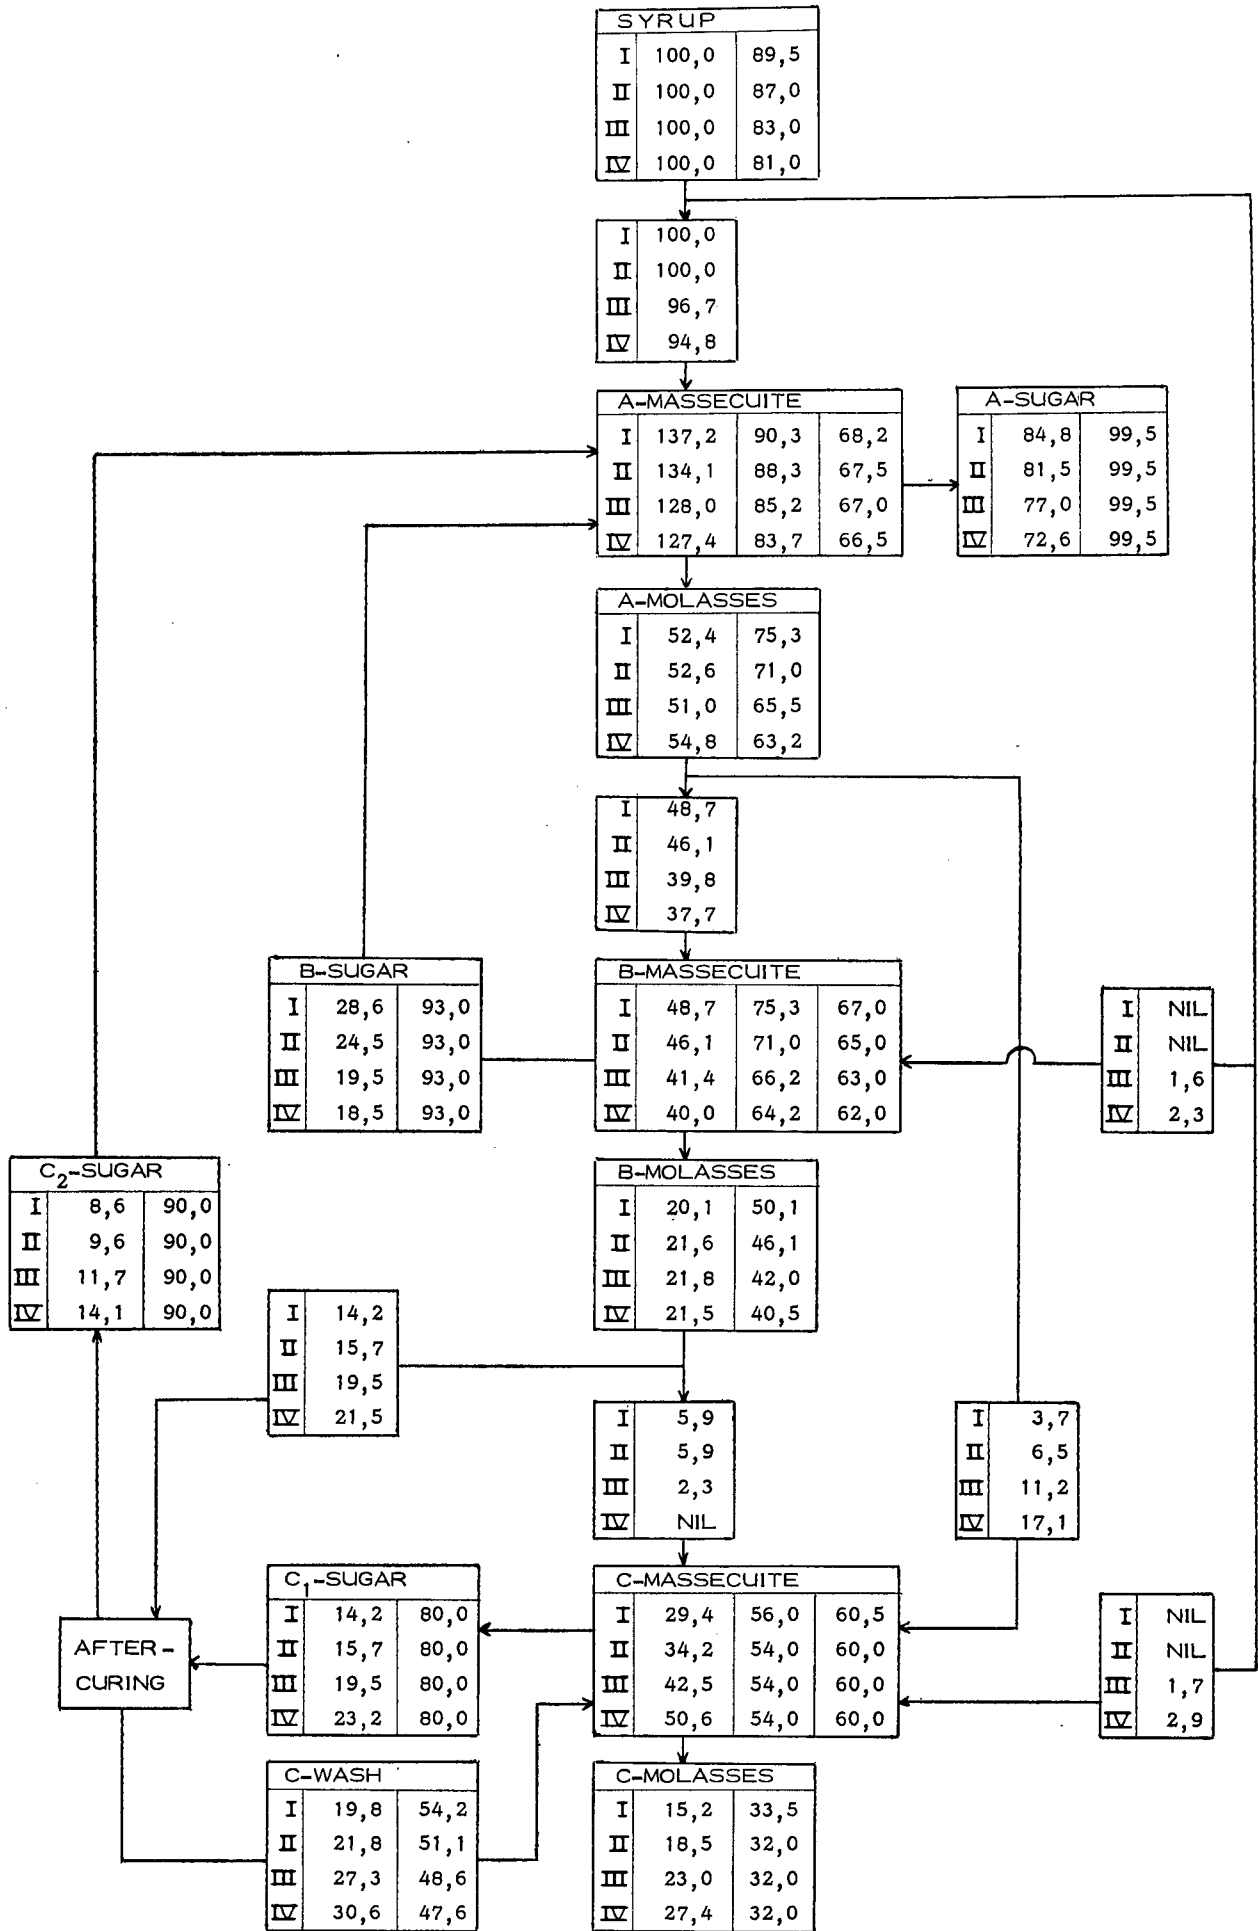 SYRUP
I 100,0 89,5
II 100,0 87,0
III 100,0 83,0
IV 100,0 81,0
I 100,0
II 100,0
III 96,7
IV 94,8
A-MASSECUITE
I 137,2 90,3 68,2
II 134,1 88,3 67,5
III 128,0 85,2 67,0
IV 127,4 83,7 66,5
A-SUGAR
I 84,8 99,5
II 81,5 99,5
III 77,0 99,5
IV 72,6 99,5
A-MOLASSES
I 52,4 75,3
II 52,6 71,0
III 51,0 65,5
IV 54,8 63,2
I 48,7
II 46,1
III 39,8
IV 37,7
B-SUGAR
I 28,6 93,0
II 24,5 93,0
III 19,5 93,0
IV 18,5 93,0
B-MASSECUITE
I 48,7 75,3 67,0
II 46,1 71,0 65,0
III 41,4 66,2 63,0
IV 40,0 64,2 62,0
I NIL
II NIL
III 1,6
IV 2,3
C2-SUGAR
I 8,6 90,0
II 9,6 90,0
III 11,7 90,0
IV 14,1 90,0
B-MOLASSES
I 20,1 50,1
II 21,6 46,1
III 21,8 42,0
IV 21,5 40,5
I 14,2
II 15,7
III 19,5
IV 21,5
I 5,9
II 5,9
III 2,3
IV NIL
I 3,7
II 6,5
III 11,2
IV 17,1
AFTER-
CURING
C1-SUGAR
I 14,2 80,0
II 15,7 80,0
III 19,5 80,0
IV 23,2 80,0
C-MASSECUITE
I 29,4 56,0 60,5
II 34,2 54,0 60,0
III 42,5 54,0 60,0
IV 50,6 54,0 60,0
I NIL
II NIL
III 1,7
IV 2,9
C-WASH
I 19,8 54,2
II 21,8 51,1
III 27,3 48,6
IV 30,6 47,6
C-MOLASSES
I 15,2 33,5
II 18,5 32,0
III 23,0 32,0
IV 27,4 32,0